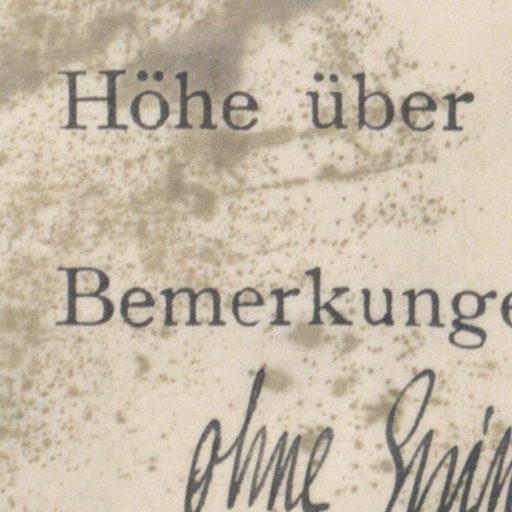 Höhe über
Bemerkunge
ohne